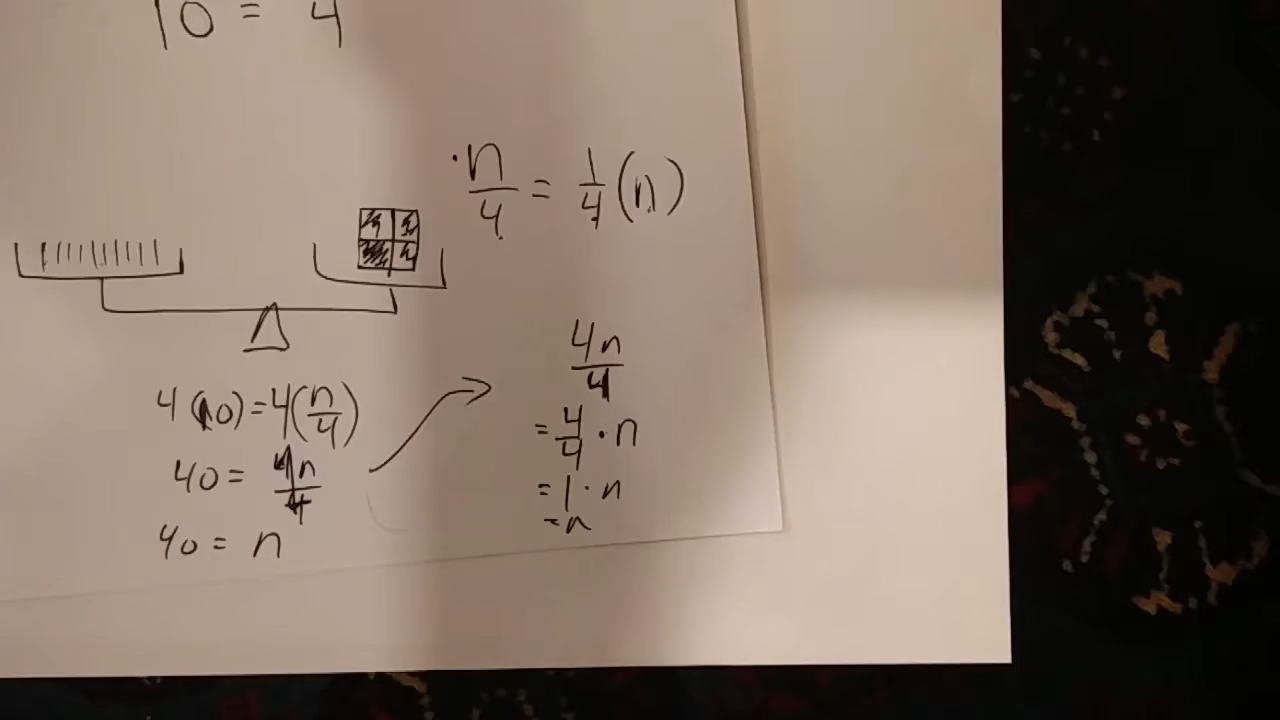 10 = 4
n/4 = 1/4 (n)
4 (10) = 4(n/4)
40 = 4n/4
40 = n
4n/4
= 4/4 · n
= 1 · n
= n